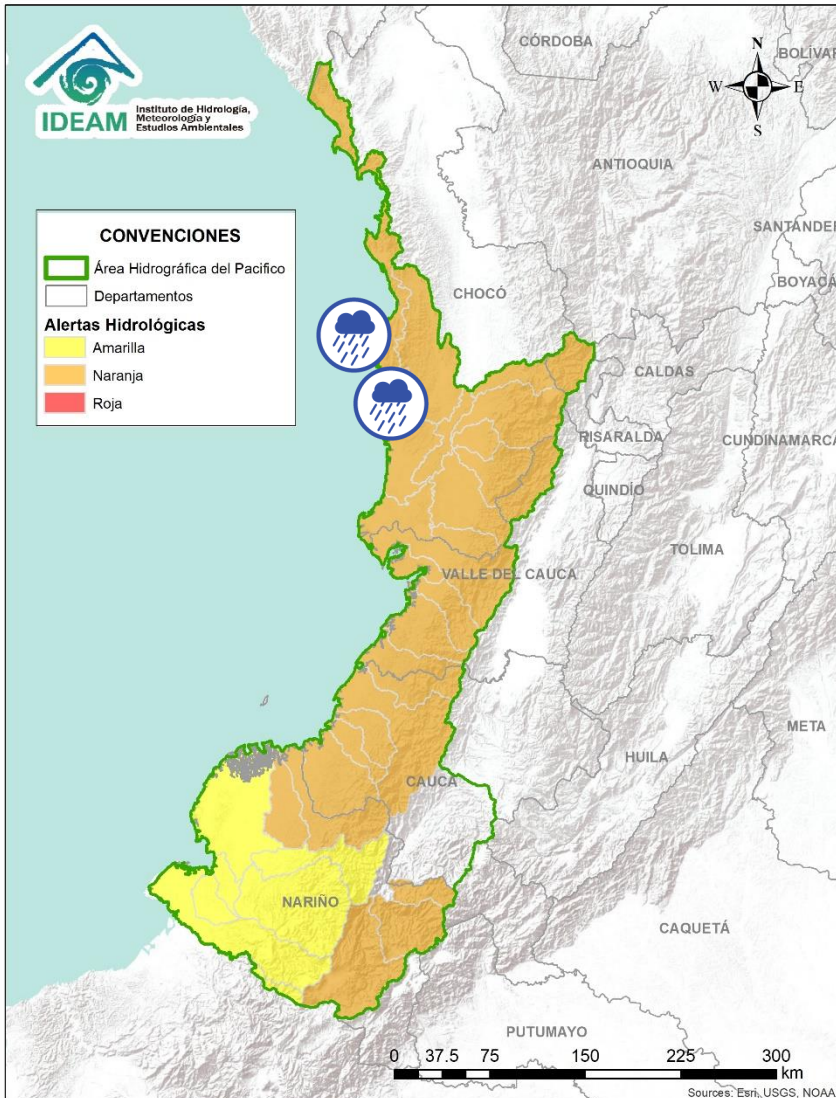 IDEAM
Instituto de Hidrología,
Meteorología y
Estudios Ambientales
CÓRDOBA
BOLÍVAR
N
W
E
S
ANTIOQUIA
SANTANDER
BOYACÁ
CONVENCIONES
Área Hidrográfica del Pacifico
Departamentos
Alertas Hidrológicas
Amarilla
Naranja
Roja
CHOCÓ
CALDAS
RISARALDA
CUNDINAMARCA
QUINDÍO
TOLIMA
VALLE DEL CAUCA
META
HUILA
CAUCA
NARIÑO
CAQUETÁ
PUTUMAYO
0 37.5 75 150 225 300
km
Sources: Esri, USGS, NOAA